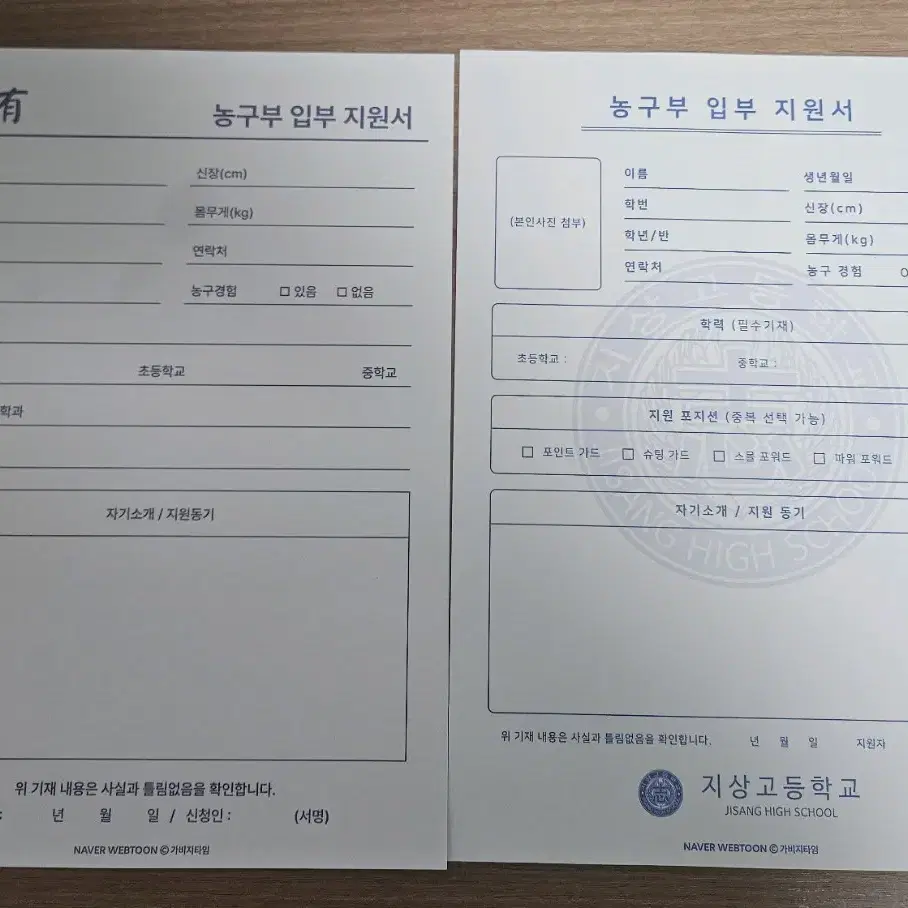 有
농구부 입부 지원서
신장(cm)
몸무게(kg)
연락처
농구경험 □ 있음 □ 없음
초등학교 중학교
학과
자기소개 / 지원동기
위 기재 내용은 사실과 틀림없음을 확인합니다.
: 년 월 일 / 신청인 : (서명)
NAVER WEBTOON ⓒ 가비지타임
농구부 입부 지원서
(본인사진 첨부)
이름 생년월일
학번 신장(cm)
학년/반 몸무게(kg)
연락처 농구 경험 O
학력 (필수기재)
초등학교 : 중학교 :
지원 포지션 (중복 선택 가능)
□ 포인트 가드 □ 슈팅 가드 □ 스몰 포워드 □ 파워 포워드
자기소개 / 지원 동기
JISANG HIGH SCHOOL
위 기재 내용은 사실과 틀림없음을 확인합니다. 년 월 일 지원자
지상고등학교
JISANG HIGH SCHOOL
NAVER WEBTOON ⓒ 가비지타임